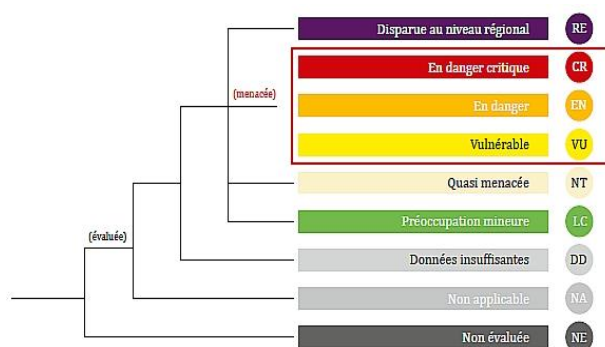 Disparue au niveau régional RE
En danger critique CR
(menacée) En danger EN
Vulnérable VU
Quasi menacée NT
Préoccupation mineure LC
(évaluée)
Données insuffisantes DD
Non applicable NA
Non évaluée NE